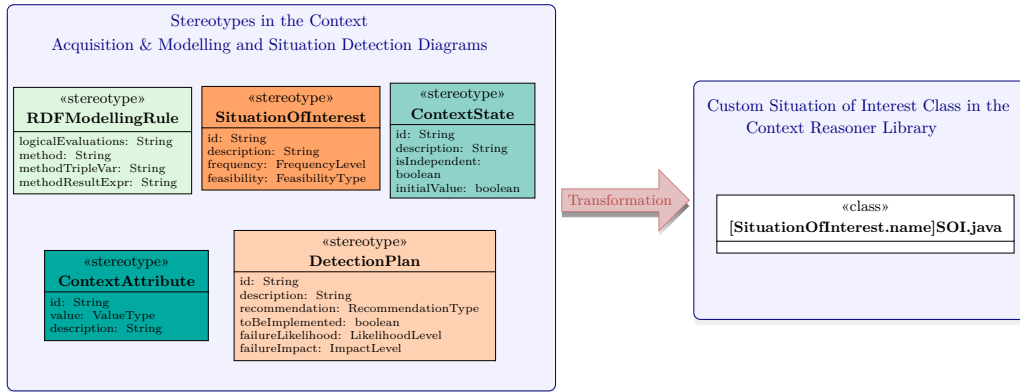 Stereotypes in the Context
Acquisition & Modelling and Situation Detection Diagrams
«stereotype»
RDFModellingRule
logicalEvaluations: String
method: String
methodTripleVar: String
methodResultExpr: String
«stereotype»
SituationOfInterest
id: String
description: String
frequency: FrequencyLevel
feasibility: FeasibilityType
«stereotype»
ContextState
id: String
description: String
isIndependent:
boolean
initialValue: boolean
«stereotype»
ContextAttribute
id: String
value: ValueType
description: String
«stereotype»
DetectionPlan
id: String
description: String
recommendation: RecommendationType
toBeImplemented: boolean
failureLikelihood: LikelihoodLevel
failureImpact: ImpactLevel
Transformation
Custom Situation of Interest Class in the
Context Reasoner Library
«class»
[SituationOfInterest.name]SOI.java